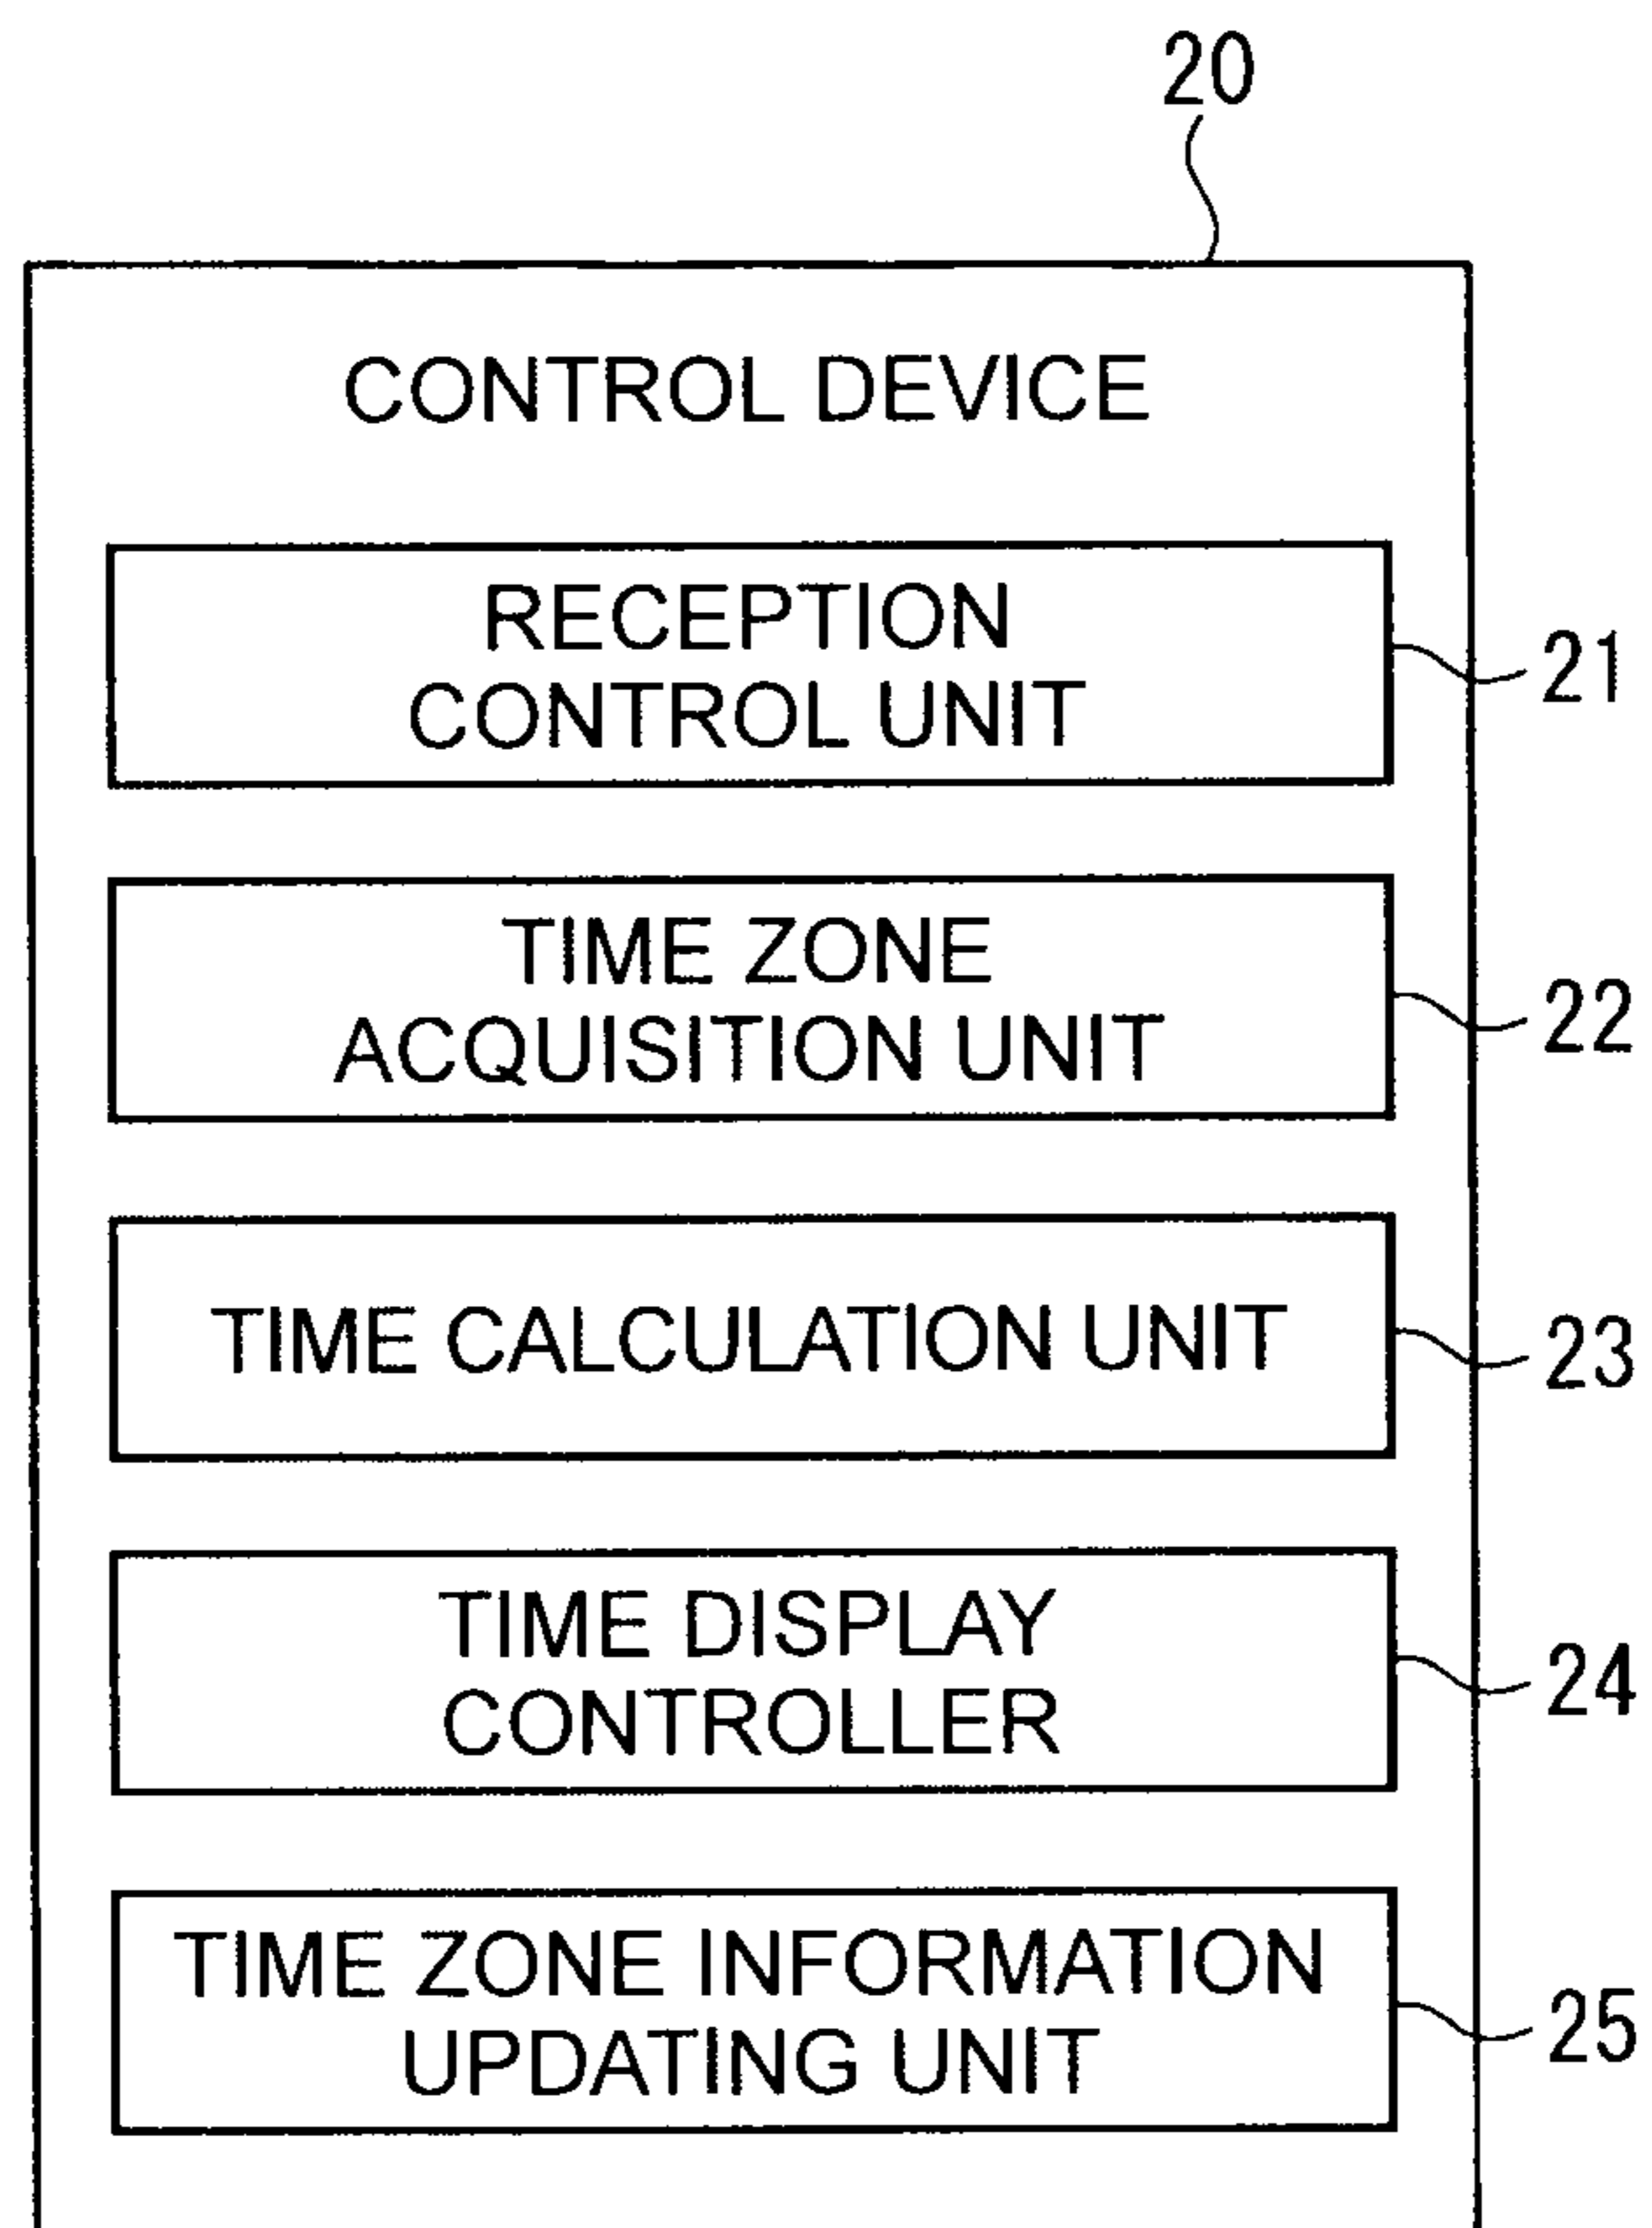 20
CONTROL DEVICE
RECEPTION
CONTROL UNIT
21
TIME ZONE
ACQUISITION UNIT
22
TIME CALCULATION UNIT
23
TIME DISPLAY
CONTROLLER
24
TIME ZONE INFORMATION
UPDATING UNIT
25